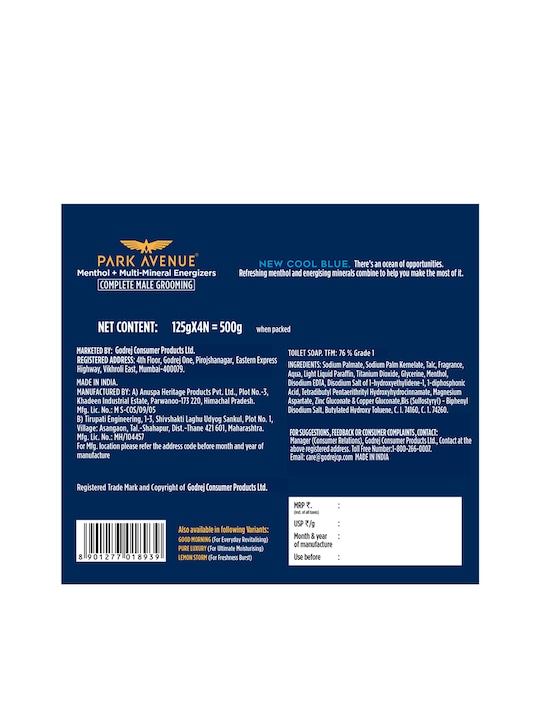 PARK AVENUE®
Menthol + Multi-Mineral Energizers
COMPLETE MALE GROOMING
NEW COOL BLUE. There's an ocean of opportunities.
Refreshing menthol and energising minerals combine to help you make the most of it.
NET CONTENT: 125gX4N = 500g when packed
MARKETED BY: Godrej Consumer Products Ltd.
REGISTERED ADDRESS: 4th Floor, Godrej One, Pirojshanagar, Eastern Express
Highway, Vikhroli East, Mumbai-400079.
MADE IN INDIA.
MANUFACTURED BY: A) Anuspa Heritage Products Pvt. Ltd., Plot No.-3,
Khadeen Industrial Estate, Parwanoo-173 220, Himachal Pradesh.
Mfg. Lic. No.: M S-COS/09/05
B) Tirupati Engineering, 1-3, Shivshakti Laghu Udyog Sankul, Plot No. 1,
Village: Asangaon, Tal.-Shahapur, Dist.-Thane 421 601, Maharashtra.
Mfg. Lic. No.: MH/104457
For Mfg. location please refer the address code before month and year of
manufacture
Registered Trade Mark and Copyright of Godrej Consumer Products Ltd.
TOILET SOAP. TFM: 76 % Grade 1
INGREDIENTS: Sodium Palmate, Sodium Palm Kernelate, Talc, Fragrance,
Aqua, Light Liquid Paraffin, Titanium Dioxide, Glycerine, Menthol,
Disodium EDTA, Disodium Salt of 1-hydroxyethylidene-1, 1-diphosphonic
Acid, Tetradibutyl Pentaerithrityl Hydroxyhydrocinnamate, Magnesium
Aspartate, Zinc Gluconate & Copper Gluconate,Bis (Sulfostyryl) - Biphenyl
Disodium Salt, Butylated Hydroxy Toluene, C. I. 74160, C. I. 74260.
FOR SUGGESTIONS, FEEDBACK OR CONSUMER COMPLAINTS, CONTACT:
Manager (Consumer Relations), Godrej Consumer Products Ltd., Contact at the
above registered address. Toll Free Number:1-800-266-0007.
Email: care@godrejcp.com MADE IN INDIA
8 901277 018939
Also available in following Variants:
GOOD MORNING (For Everyday Revitalising)
PURE LUXURY (For Ultimate Moisturising)
LEMON STORM (For Freshness Burst)
MRP ₹. :
(incl. of all taxes)
USP ₹/g :
Month & year
of manufacture :
Use before :